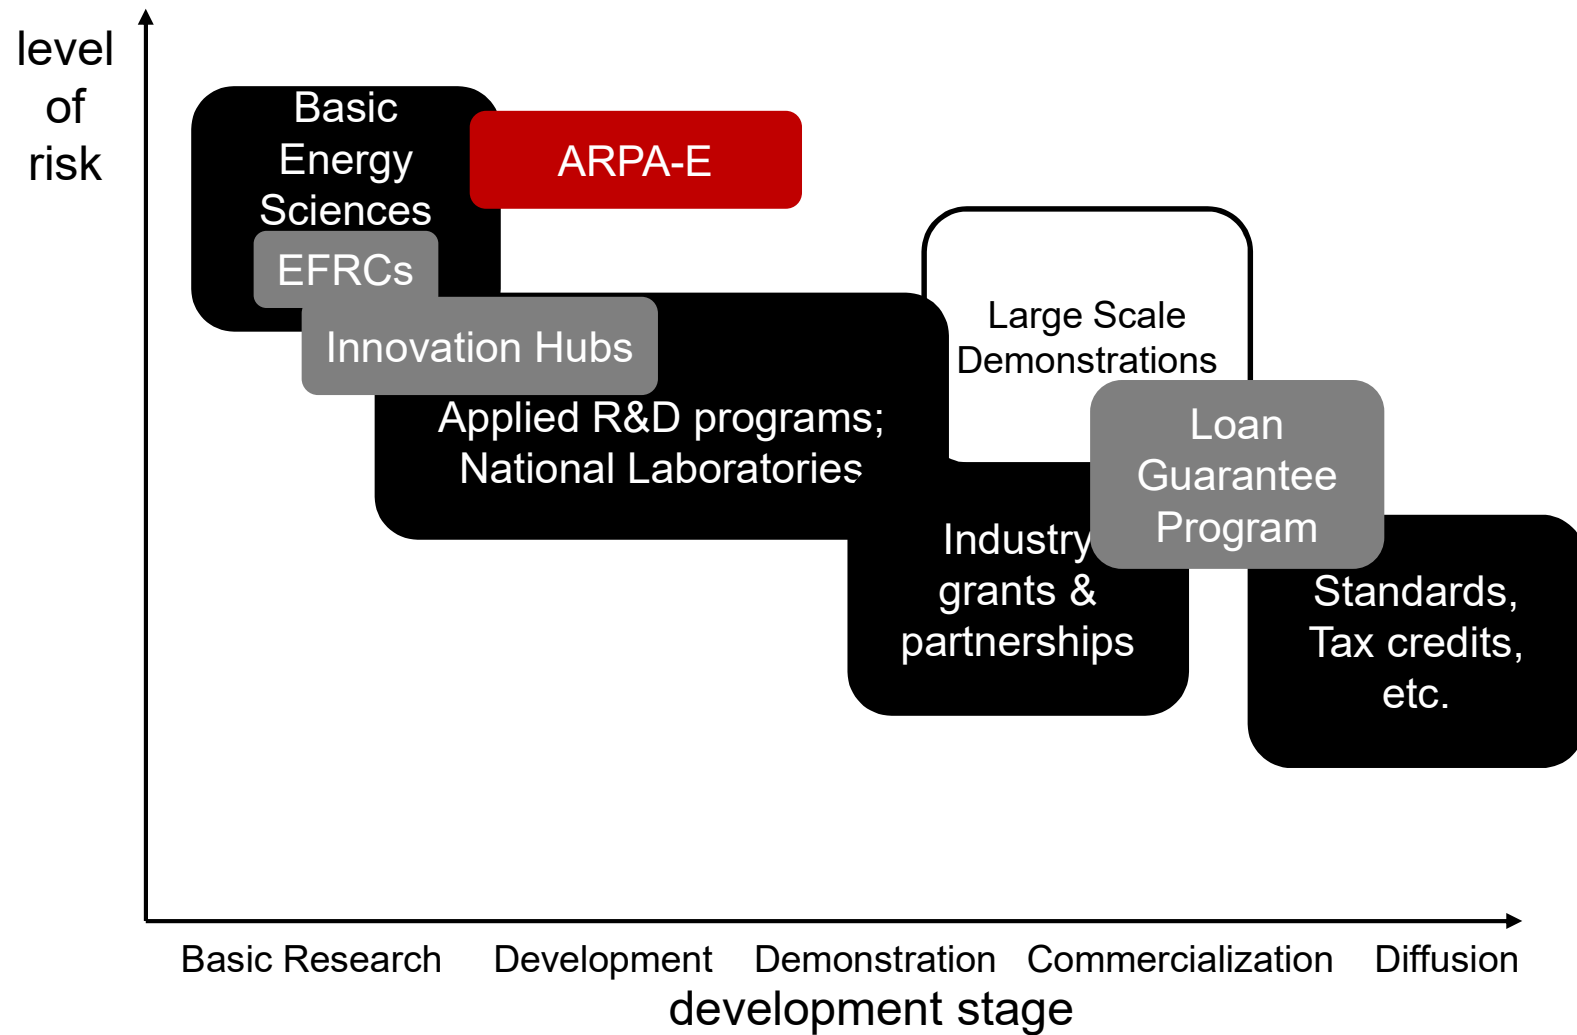 level
of
risk
Basic
Energy
Sciences
ARPA-E
EFRCs
Innovation Hubs
Applied R&D programs;
National Laboratories
Large Scale
Demonstrations
Loan
Guarantee
Program
Industry
grants &
partnerships
Standards,
Tax credits,
etc.
Basic Research
Development
Demonstration
Commercialization
Diffusion
development stage